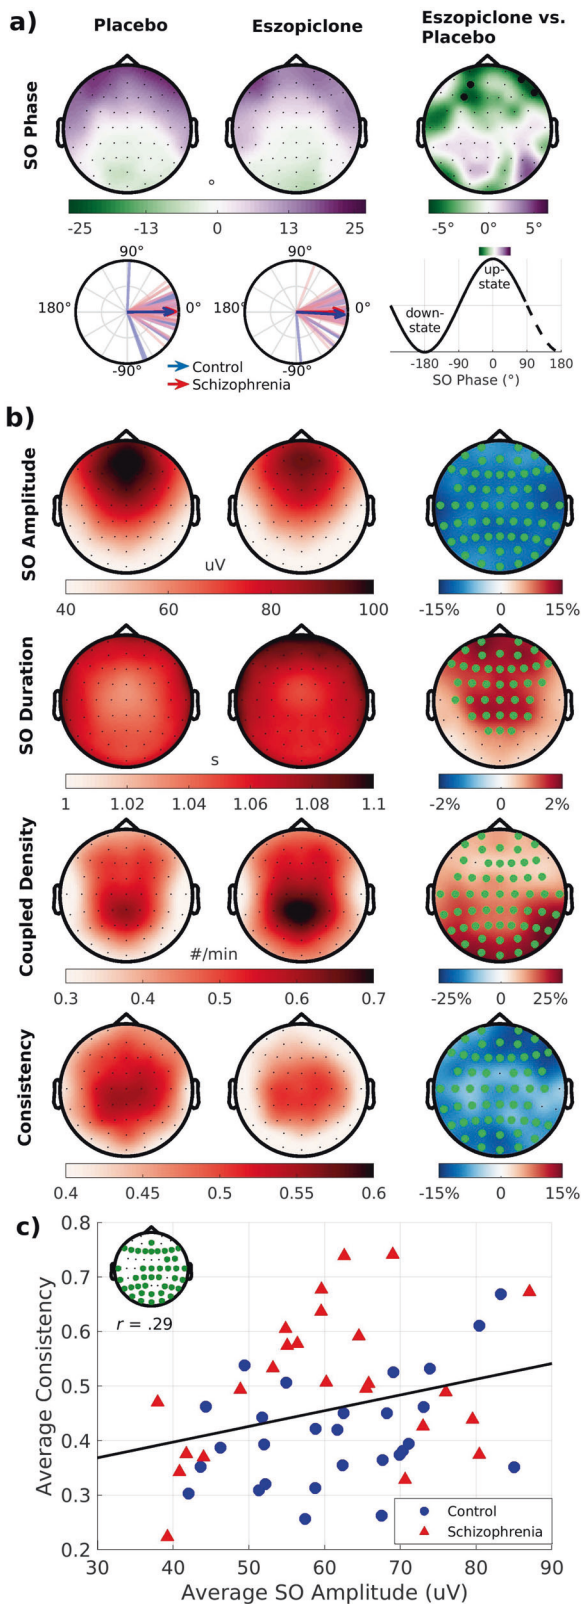 a)
Placebo
Eszopiclone
Eszopiclone vs.
Placebo
SO Phase
°
-25 -13 0 13 25
-5° 0 5°
90°
180°
0°
-90°
90°
180°
0°
-90°
Control
Schizophrenia
up-
state
down-
state
-180 -90 0 90 180
SO Phase (°)
b)
SO Amplitude
uV
40 60 80 100
-15% 0 15%
SO Duration
s
1 1.02 1.04 1.06 1.08 1.1
-2% 0 2%
Coupled Density
#/min
0.3 0.4 0.5 0.6 0.7
-25% 0 25%
Consistency
0.4 0.45 0.5 0.55 0.6
-15% 0 15%
c)
r = .29
Average Consistency
0.8
0.7
0.6
0.5
0.4
0.3
0.2
Control
Schizophrenia
30 40 50 60 70 80 90
Average SO Amplitude (uV)